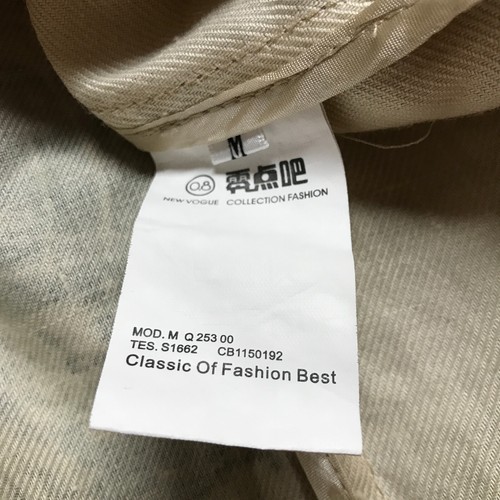 M
0.8 零点吧
NEW VOGUE COLLECTION FASHION
MOD. M Q 253 00
TES. S1662 CB1150192
Classic Of Fashion Best